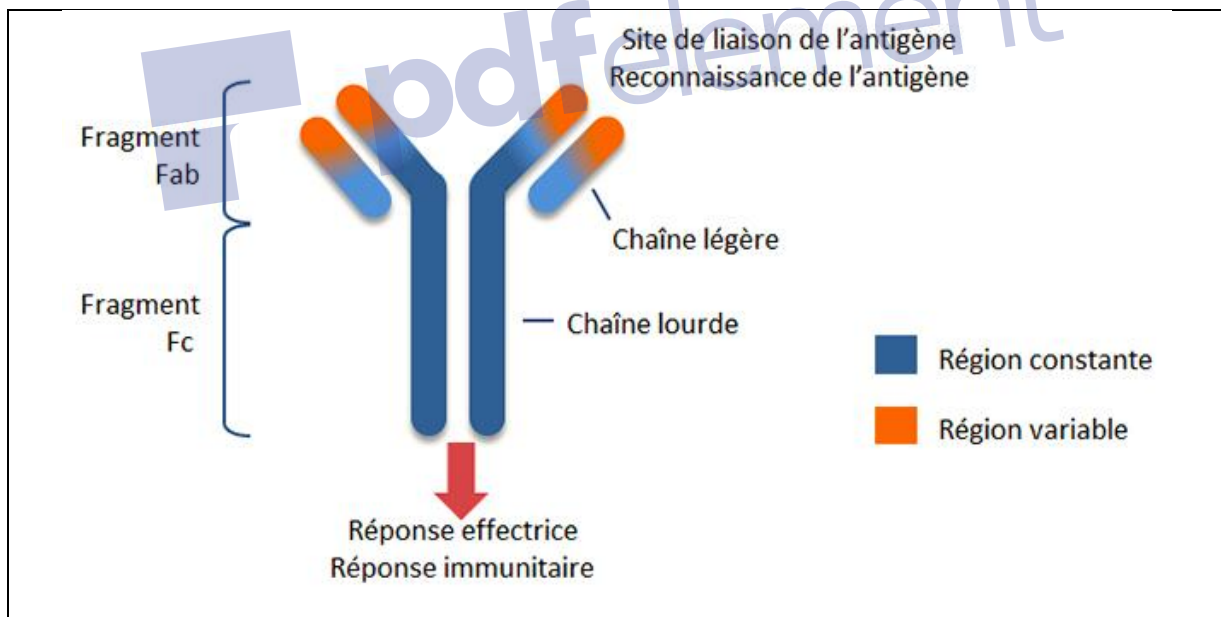 pdfelement
Site de liaison de l'antigène
Reconnaissance de l'antigène
Fragment
Fab
Chaîne légère
Fragment
Fc
Chaîne lourde
Région constante
Région variable
Réponse effectrice
Réponse immunitaire